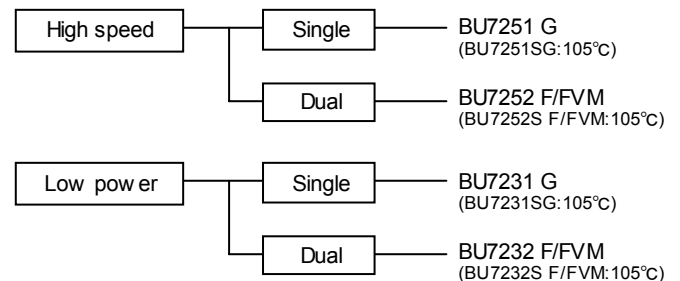 High speed
Single
BU7251 G
(BU7251SG:105℃)
Dual
BU7252 F/FVM
(BU7252S F/FVM:105℃)
Low power
Single
BU7231 G
(BU7231SG:105℃)
Dual
BU7232 F/FVM
(BU7232S F/FVM:105℃)